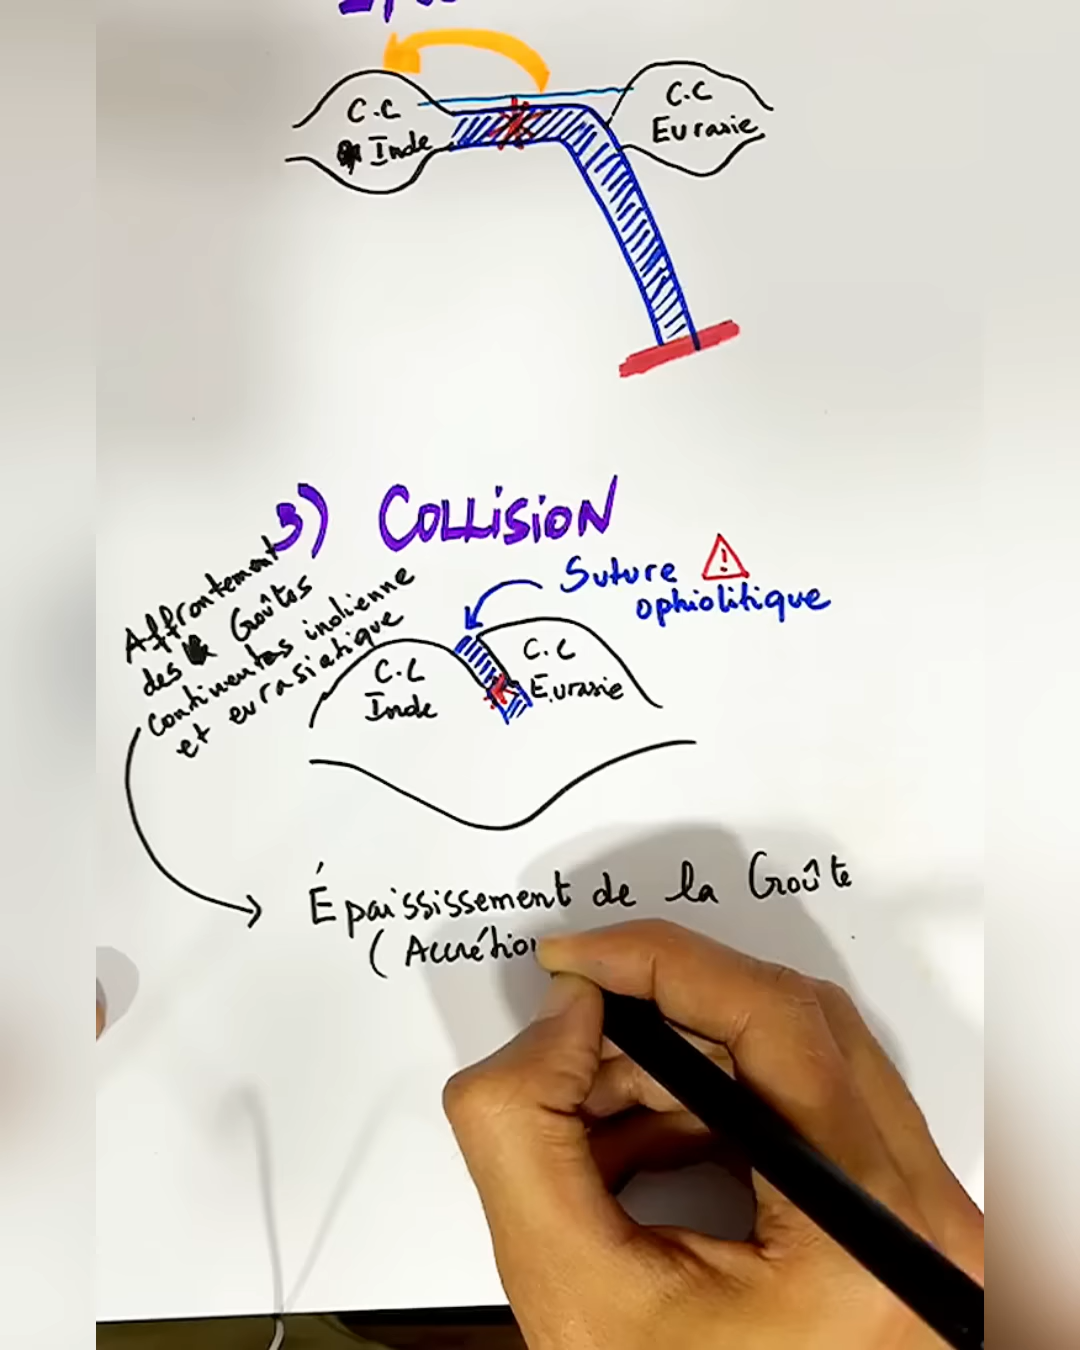 C.C
Inde
C.C
Eurasie
3) COLLISION
Affrontement
des Croûtes
continentales indienne
et eurasiatique
Suture
ophiolitique
C.C
Inde
C.C
Eurasie
Épaississement de la Croûte
(Accrétion